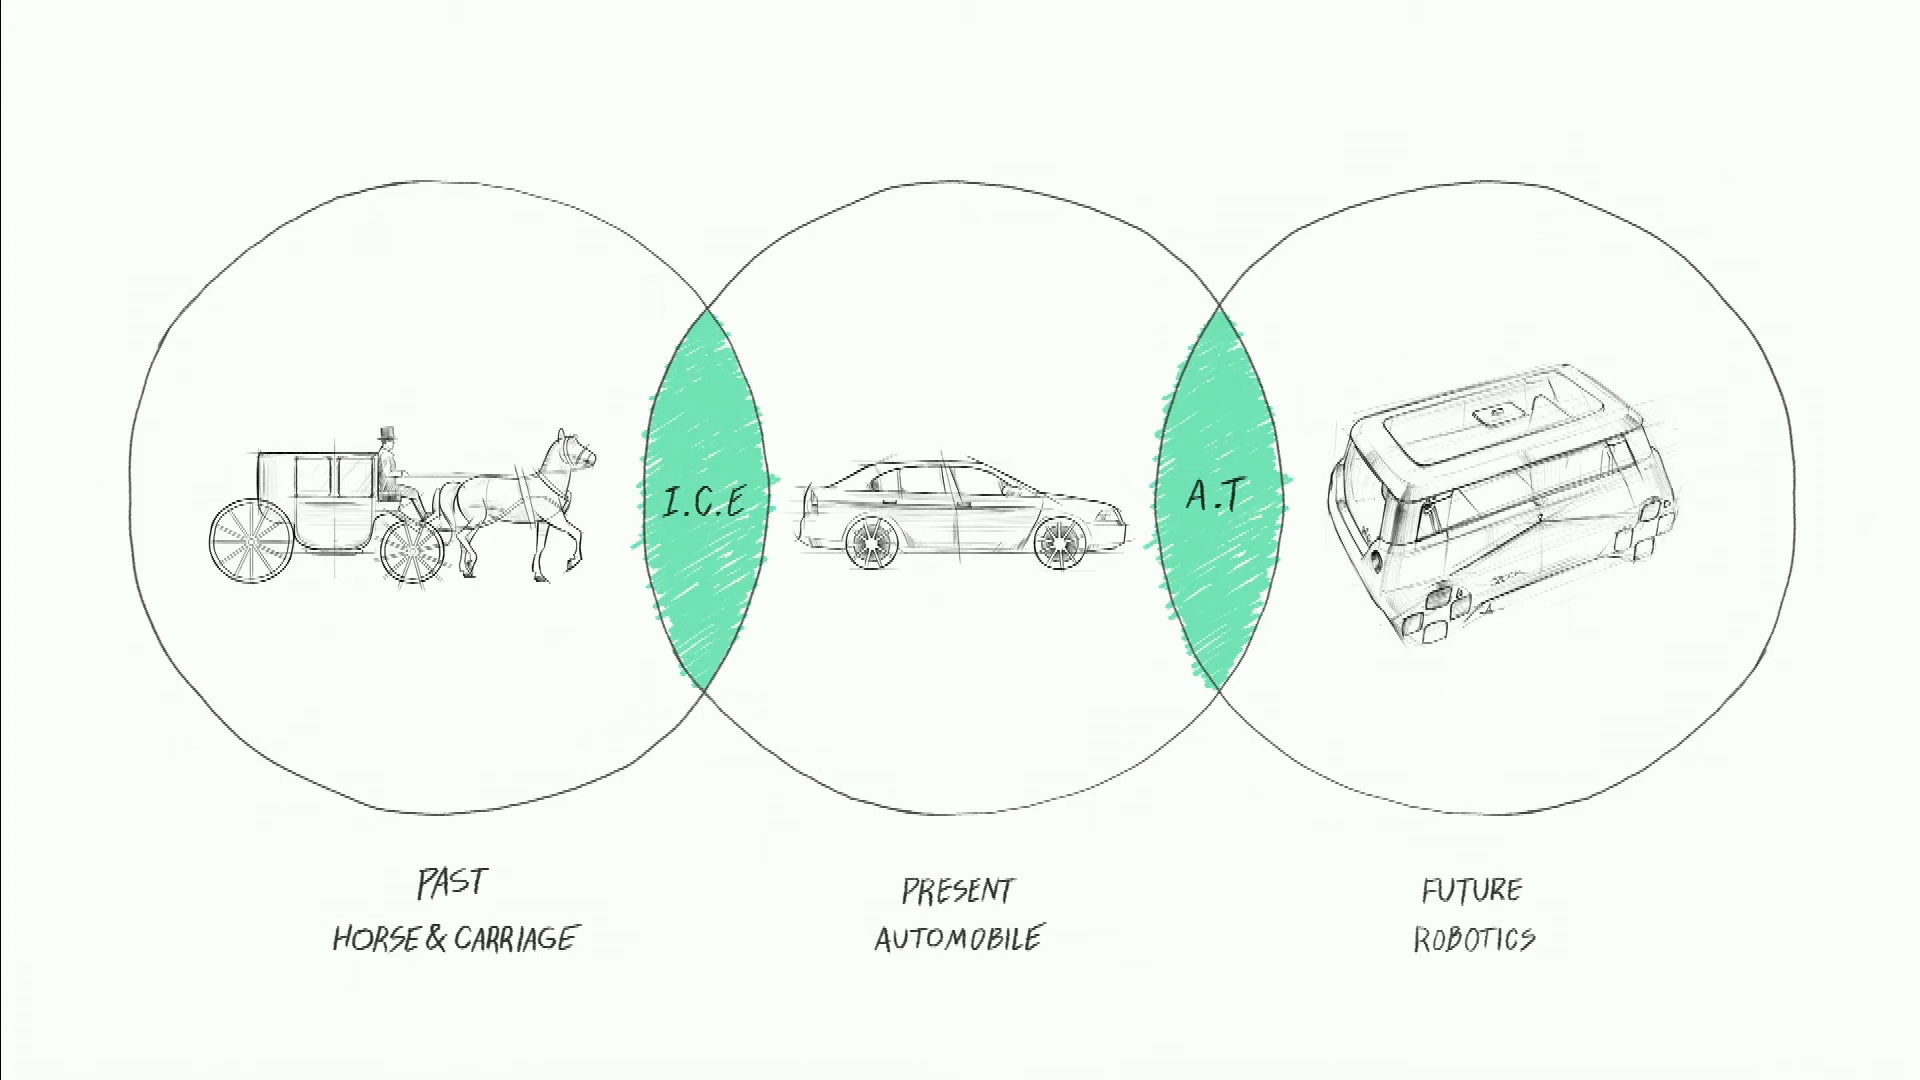 I.C.E
A.T
PAST
HORSE & CARRIAGE
PRESENT
AUTOMOBILE
FUTURE
ROBOTICS